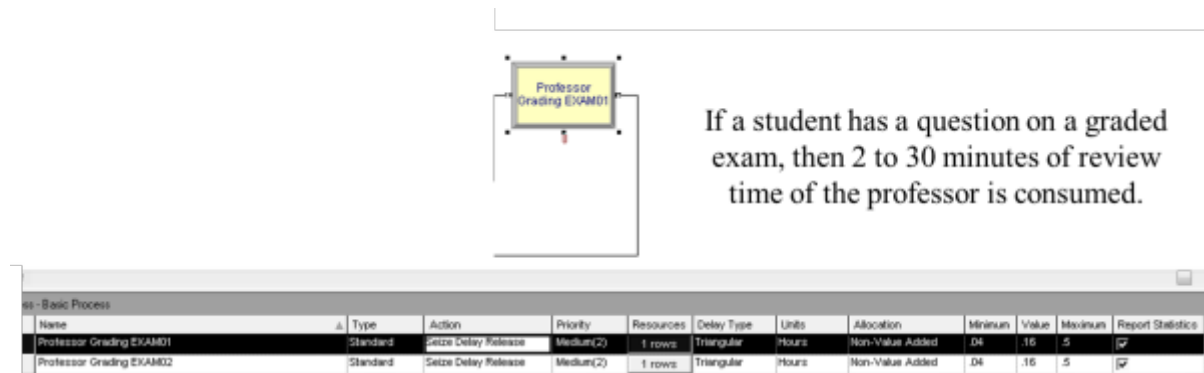 Professor
Grading EXAM01
If a student has a question on a graded
exam, then 2 to 30 minutes of review
time of the professor is consumed.
- Basic Process
Name Type Action Priority Resources Delay Type Units Allocation Minimum Value Maximum Report Statistics
Professor Grading EXAM01 Standard Seize Delay Release Medium(2) 1 rows Triangular Hours Non-Value Added .04 .16 .5
Professor Grading EXAM02 Standard Seize Delay Release Medium(2) 1 rows Triangular Hours Non-Value Added .04 .16 .5